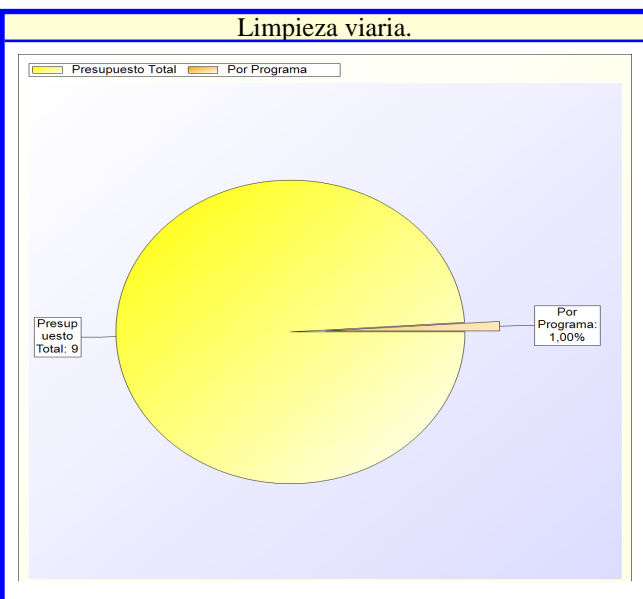 Limpieza viaria.
Presupuesto Total Por Programa
Presup
uesto
Total: 9
Por
Programa:
1,00%